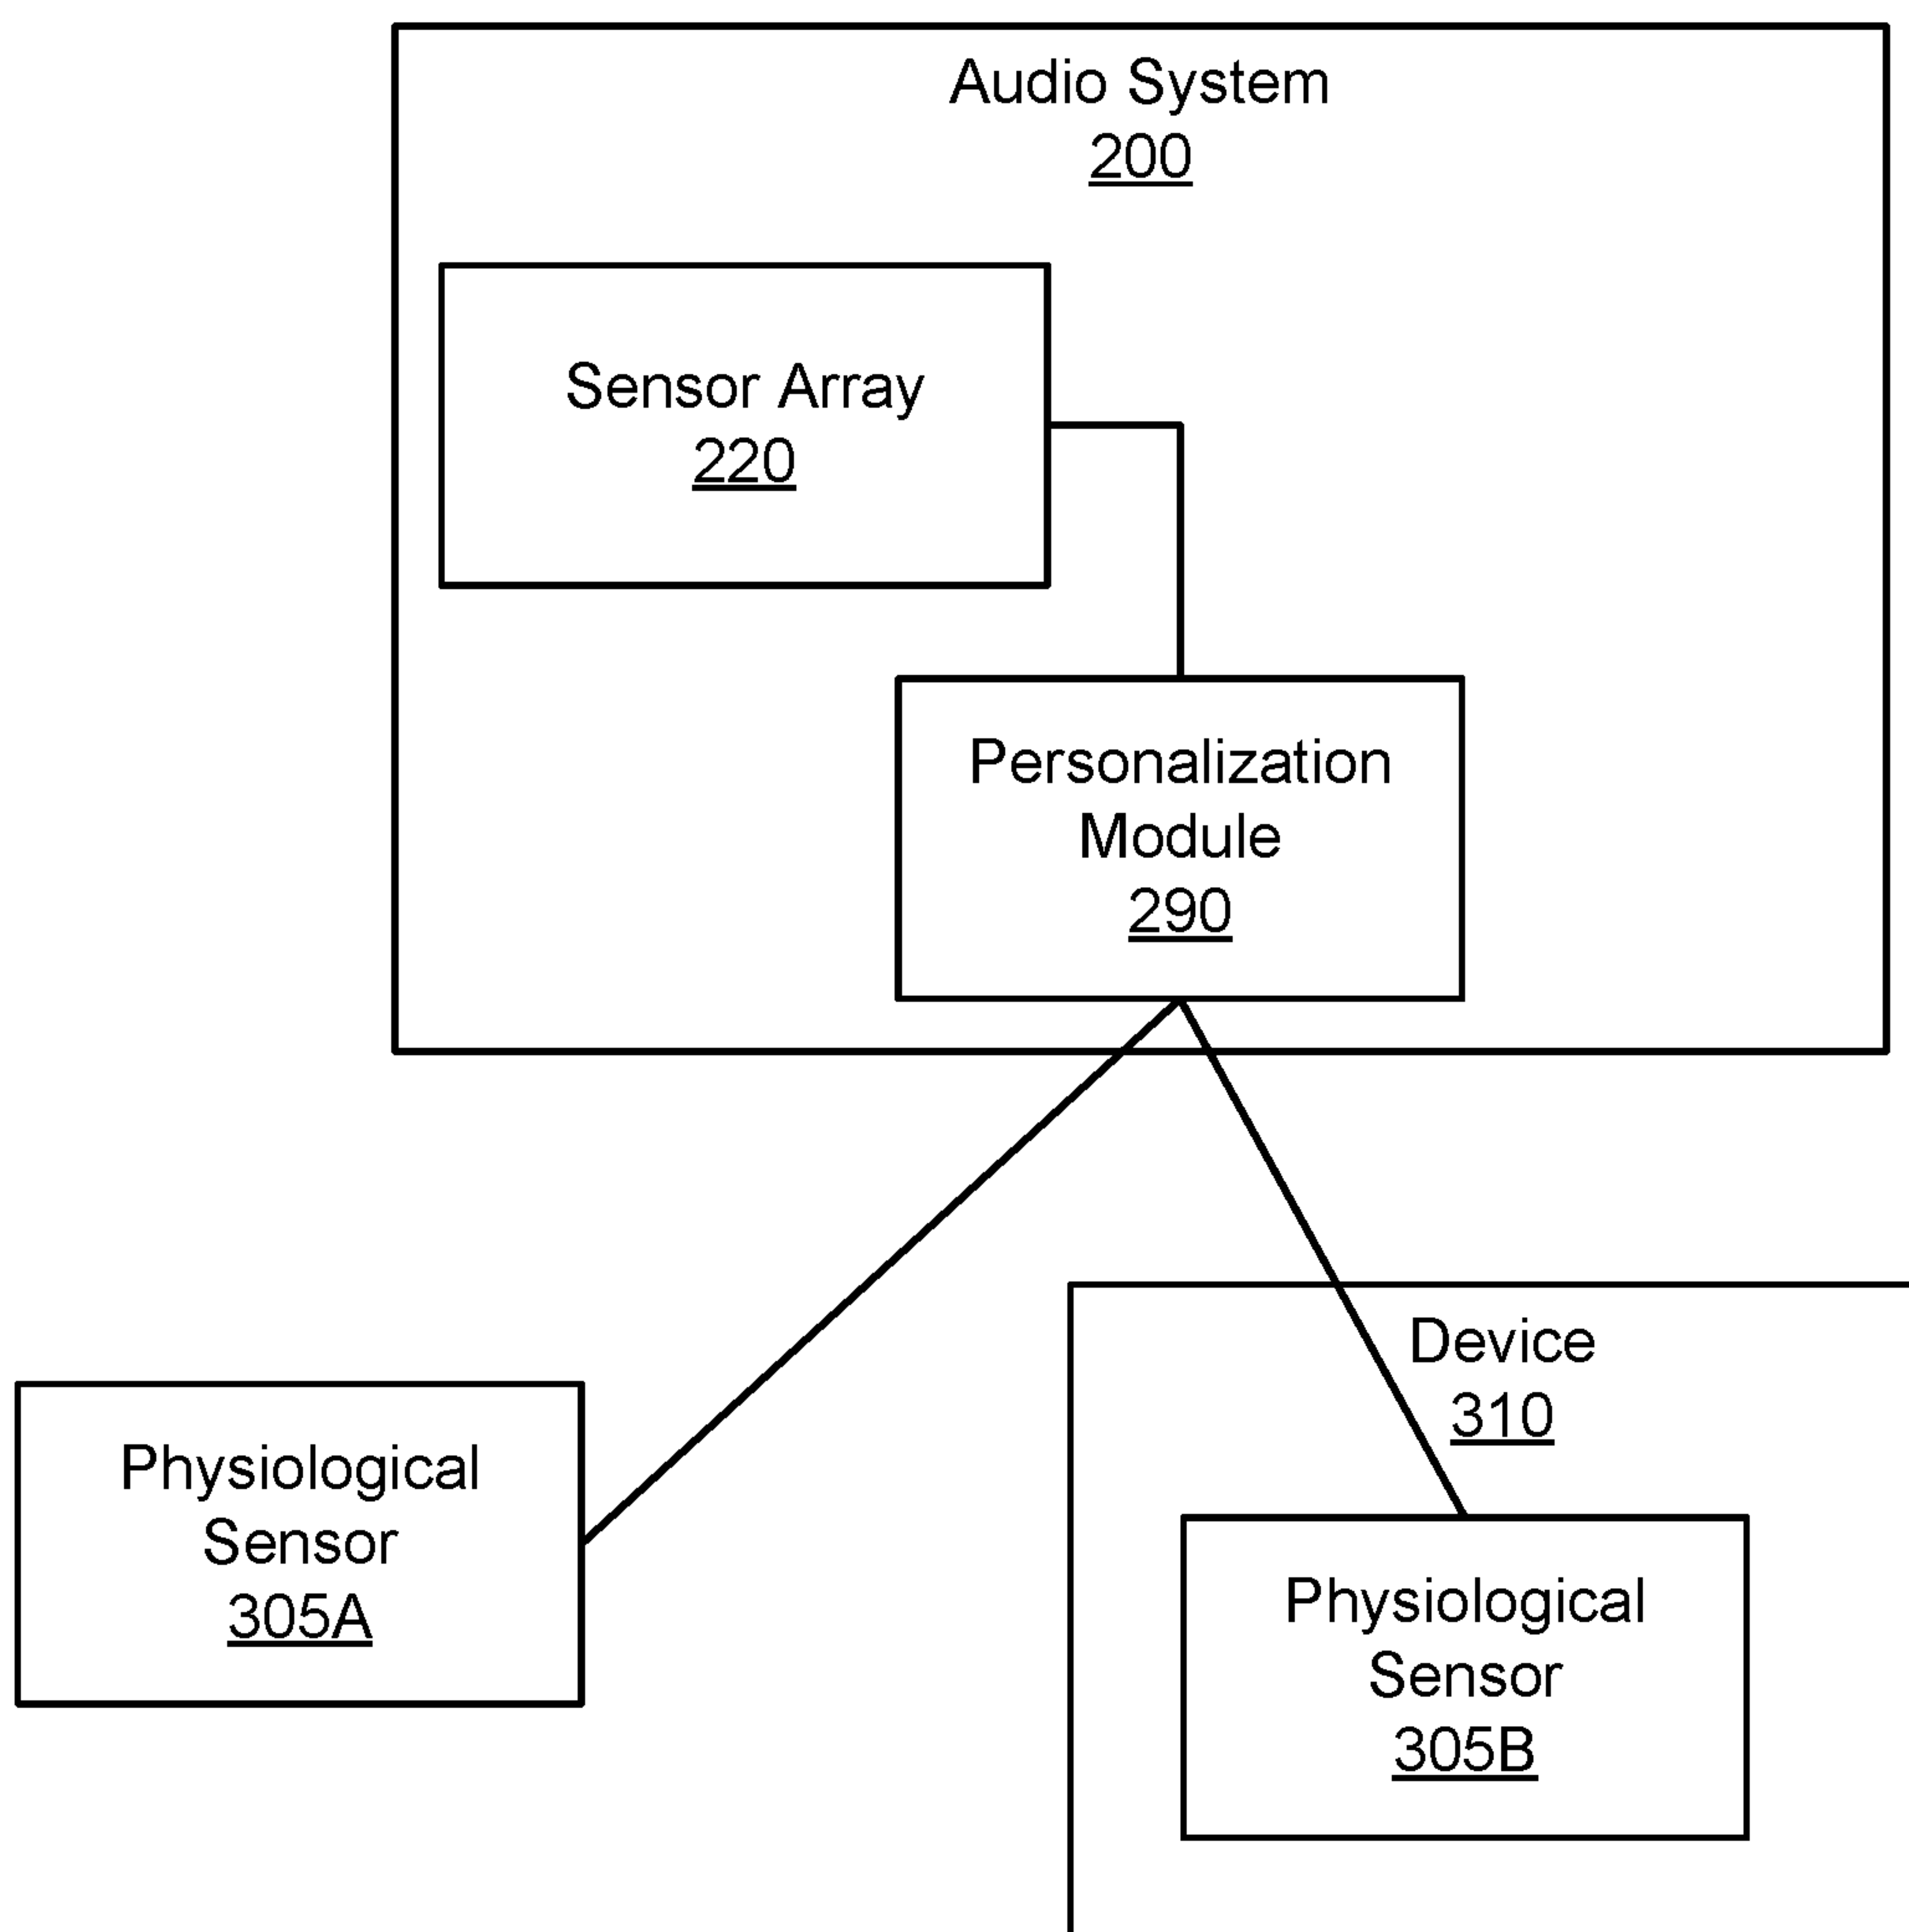 Audio System
200
Sensor Array
220
Personalization
Module
290
Device
310
Physiological
Sensor
305A
Physiological
Sensor
305B